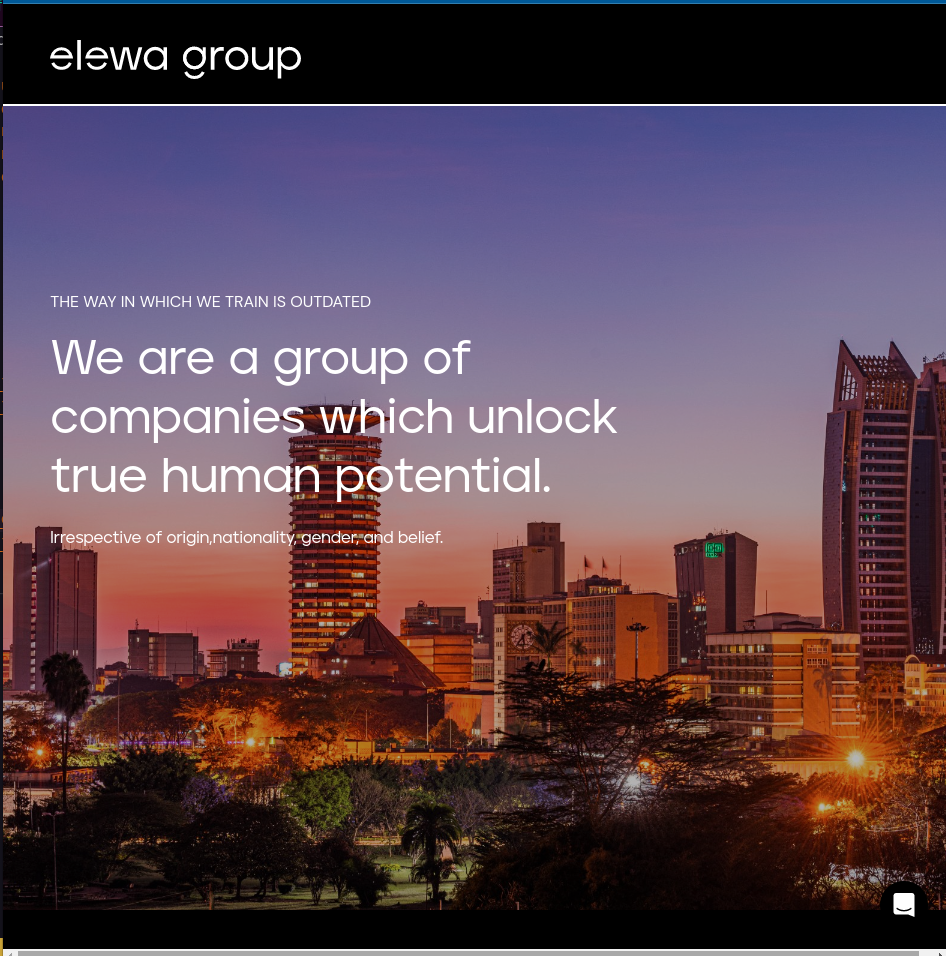 elewa group
THE WAY IN WHICH WE TRAIN IS OUTDATED
We are a group of
companies which unlock
true human potential.
Irrespective of origin,nationality, gender, and belief.